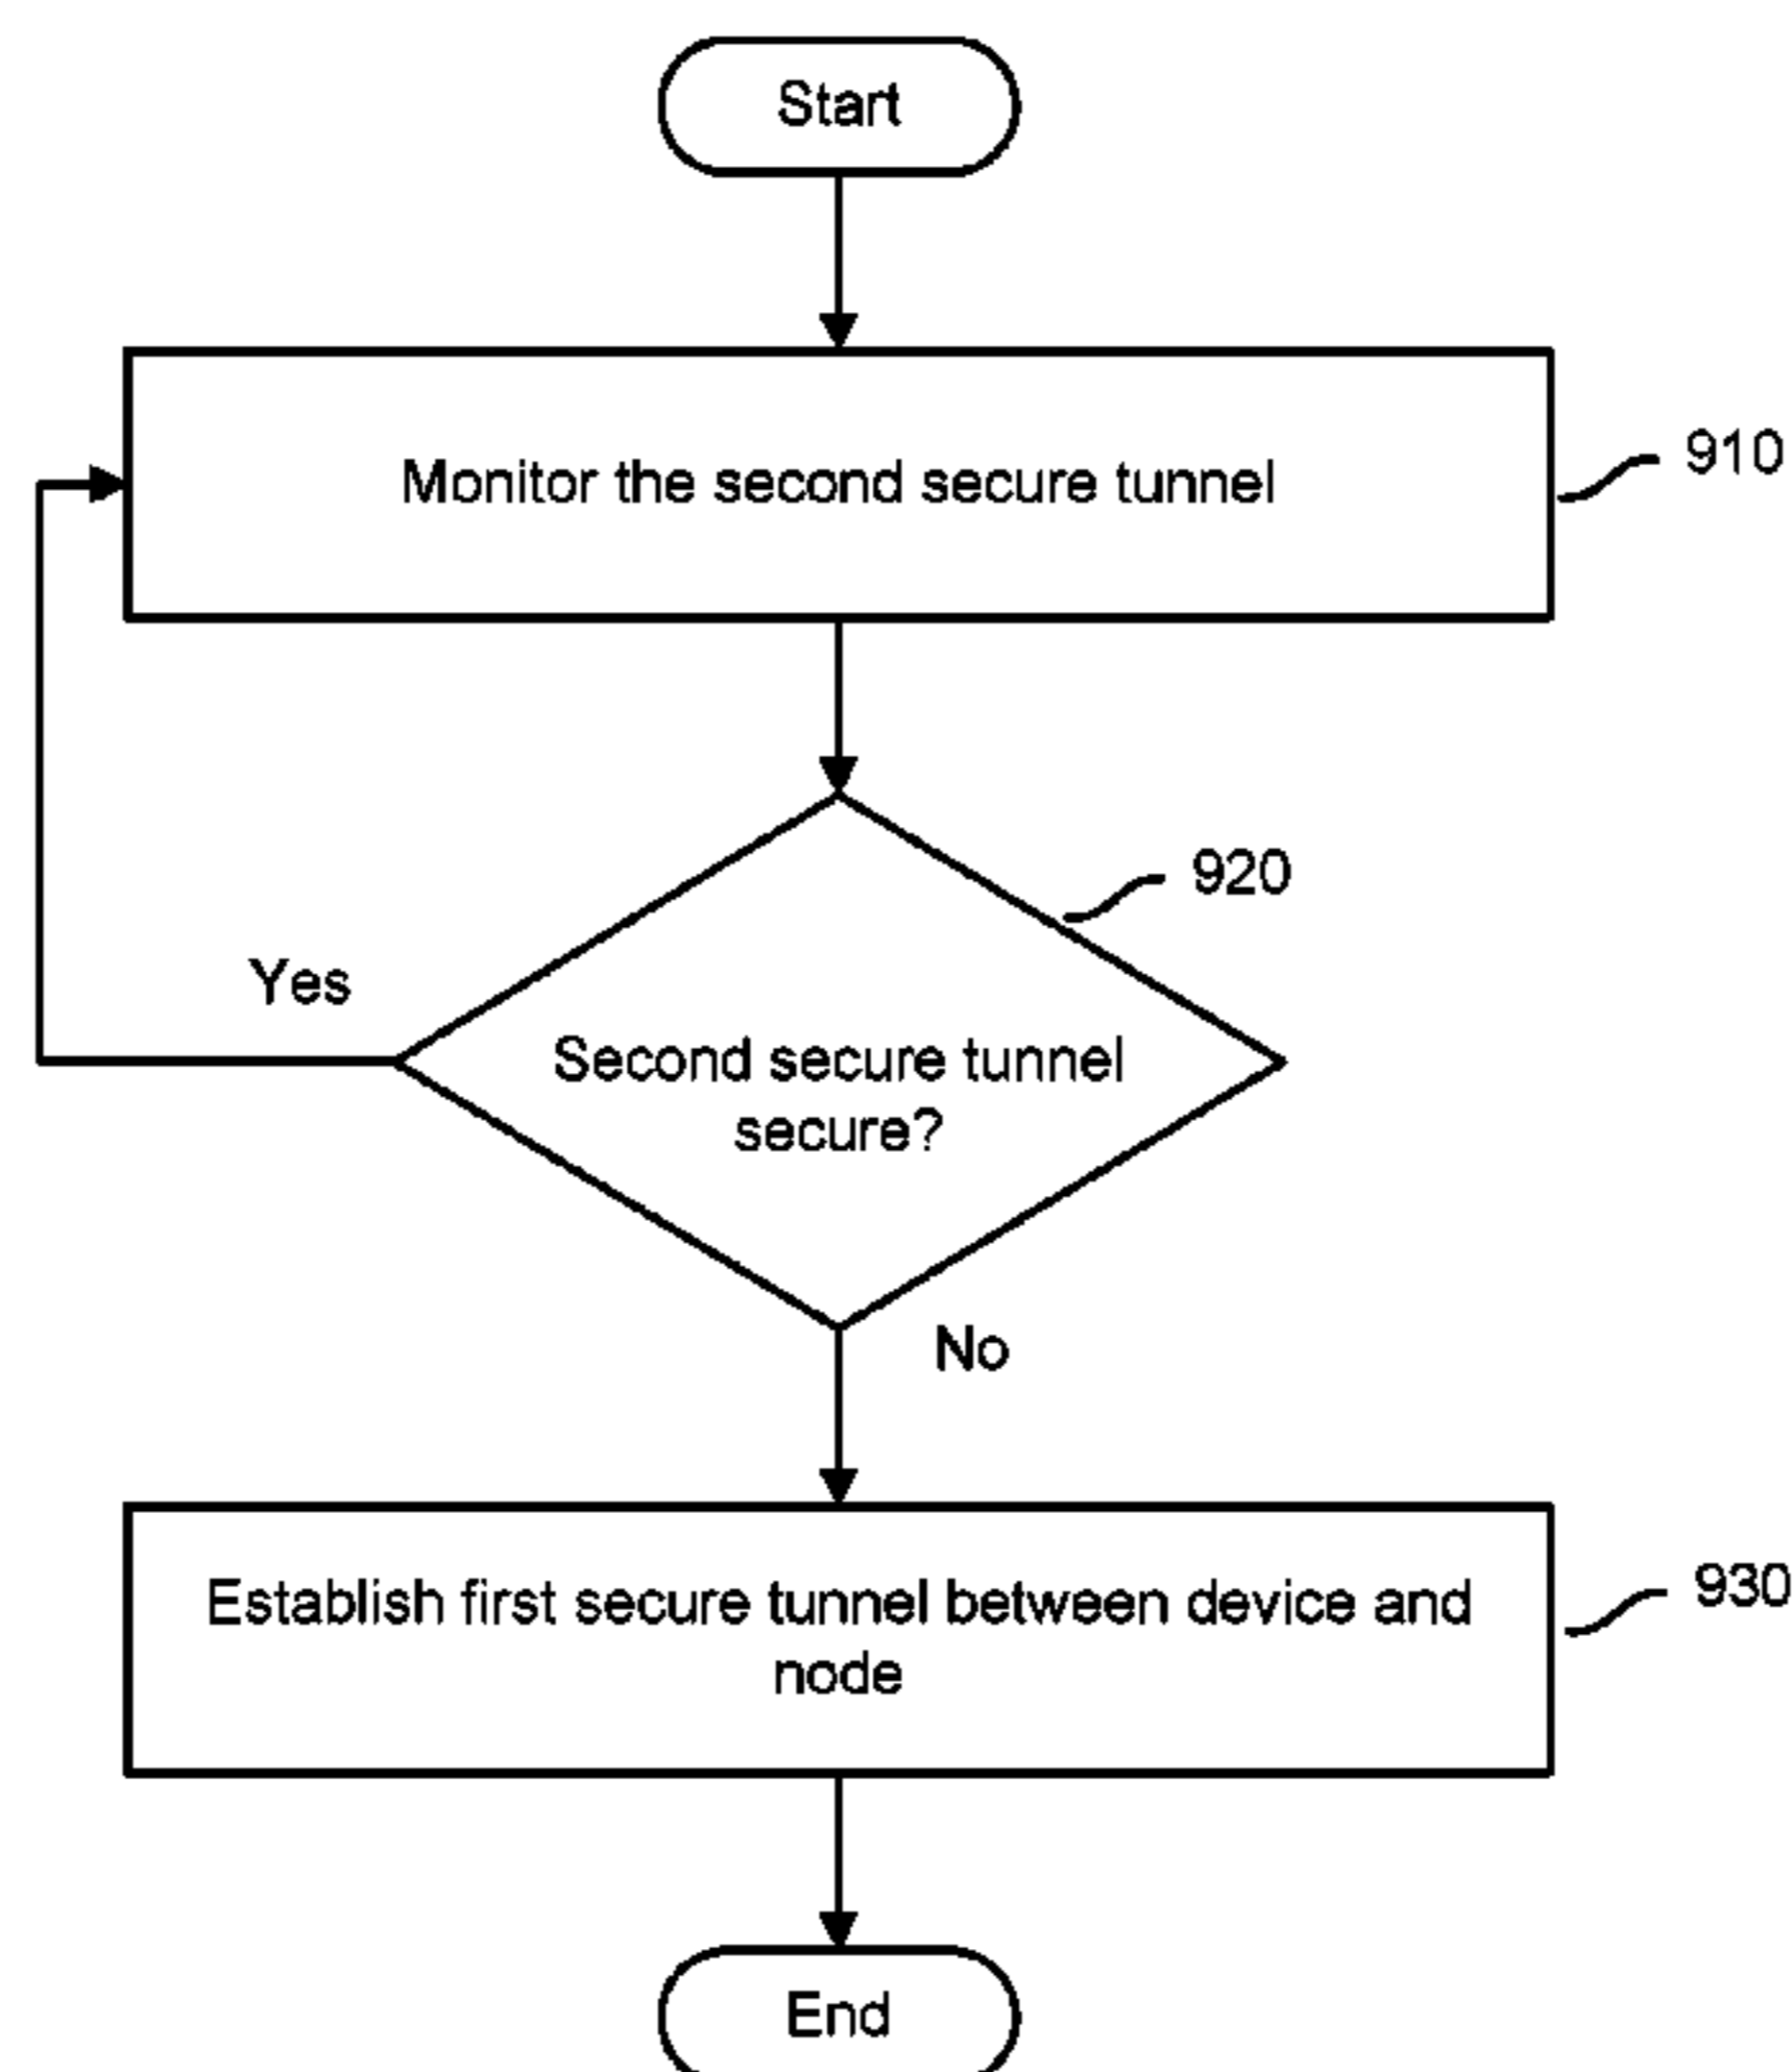 Start
Monitor the second secure tunnel
910
920
Yes
Second secure tunnel
secure?
No
Establish first secure tunnel between device and
node
930
End